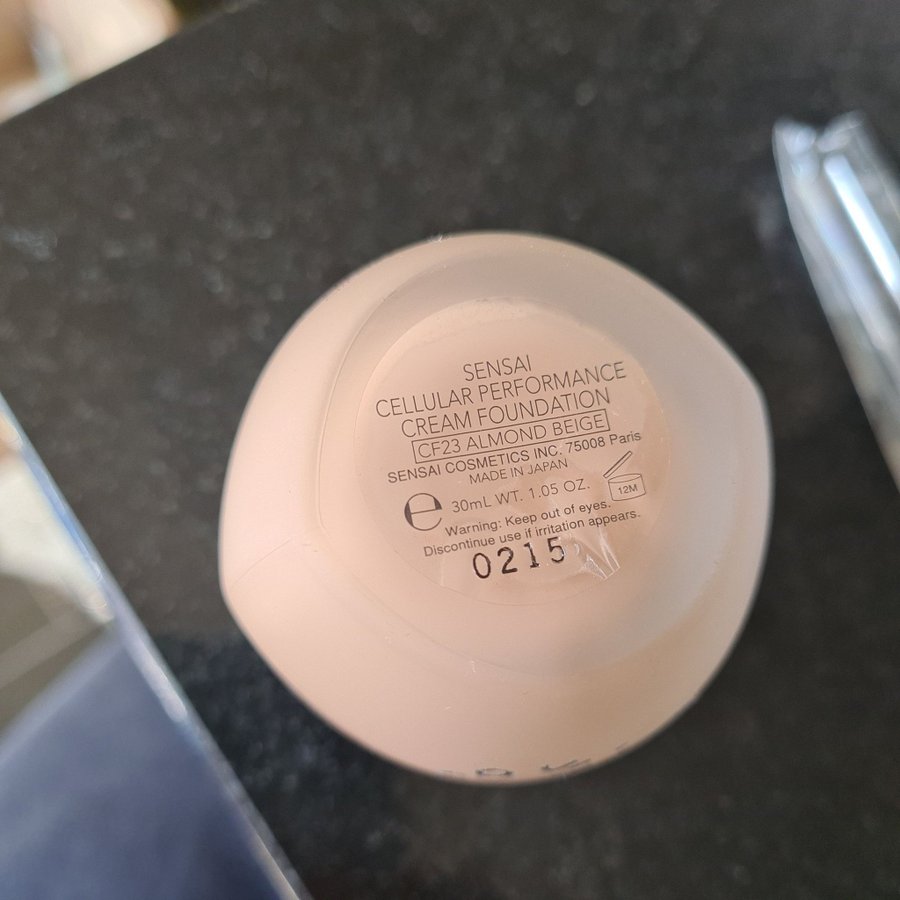 SENSAI
CELLULAR PERFORMANCE
CREAM FOUNDATION
CF23 ALMOND BEIGE
SENSAI COSMETICS INC. 75008 Paris
MADE IN JAPAN
e 30mL WT. 1.05 OZ. 12M
Warning: Keep out of eyes.
Discontinue use if irritation appears.
0215